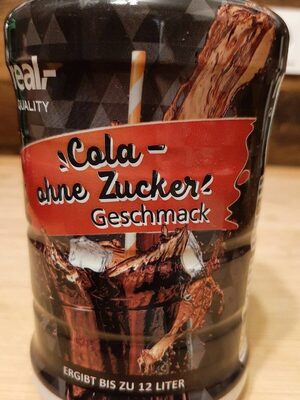 real,-
QUALITY
Cola -
ohne Zucker
Geschmack
ERGIBT BIS ZU 12 LITER